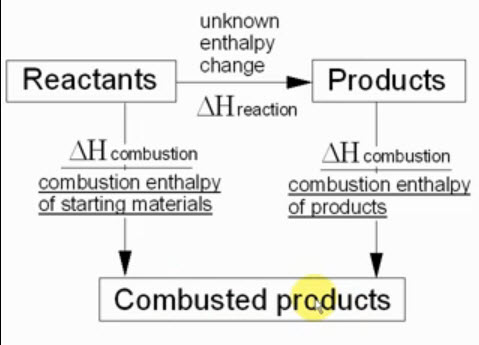 unknown
enthalpy
change
Reactants
Products
ΔH reaction
ΔH combustion
combustion enthalpy
of starting materials
ΔH combustion
combustion enthalpy
of products
Combusted products